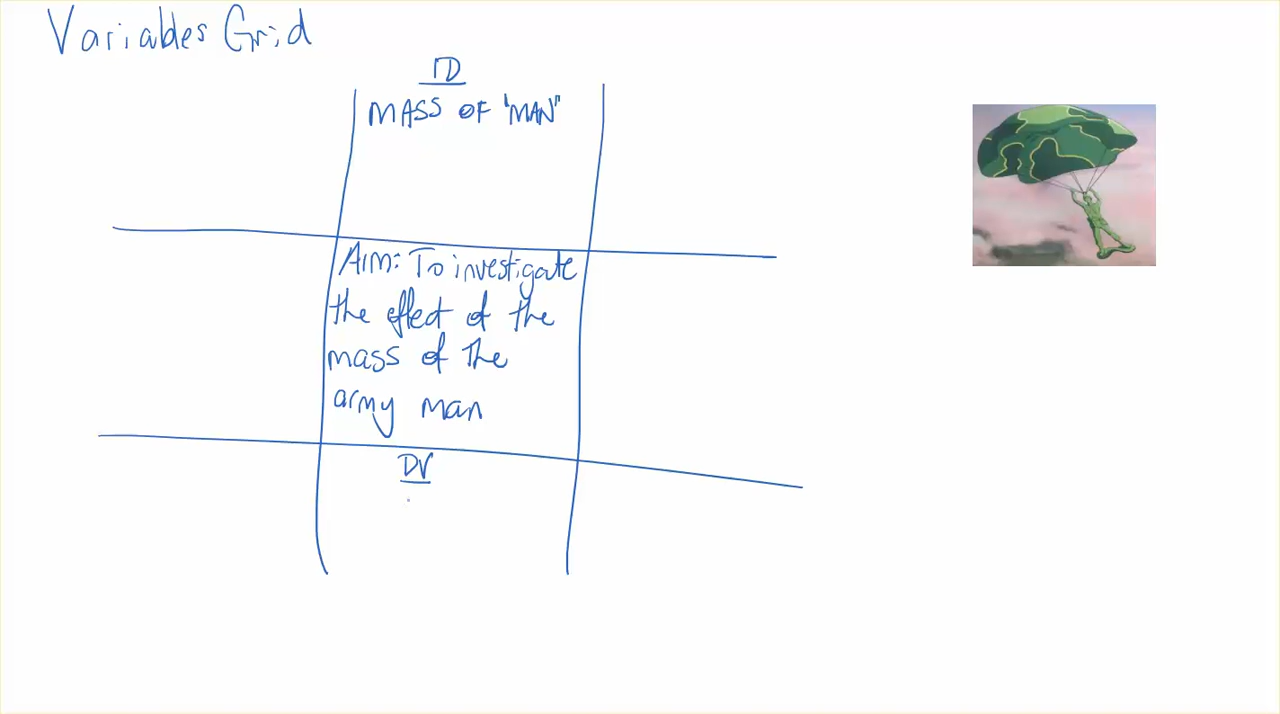 Variables Grid
ID
MASS OF "MAN"
AIM: To investigate
the effect of the
mass of the
army man
DV